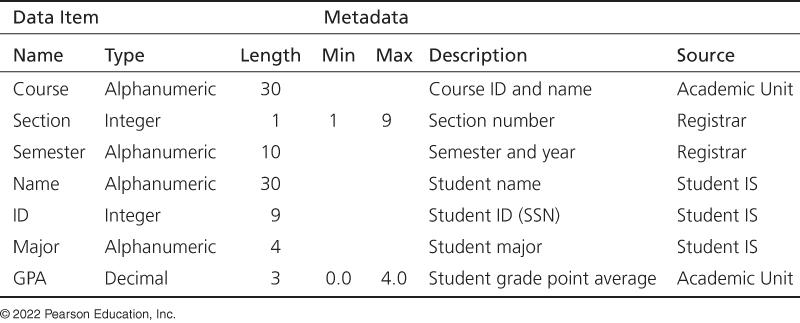 Data Item Metadata
Name Type Length Min Max Description Source
Course Alphanumeric 30 Course ID and name Academic Unit
Section Integer 1 1 9 Section number Registrar
Semester Alphanumeric 10 Semester and year Registrar
Name Alphanumeric 30 Student name Student IS
ID Integer 9 Student ID (SSN) Student IS
Major Alphanumeric 4 Student major Student IS
GPA Decimal 3 0.0 4.0 Student grade point average Academic Unit
© 2022 Pearson Education, Inc.